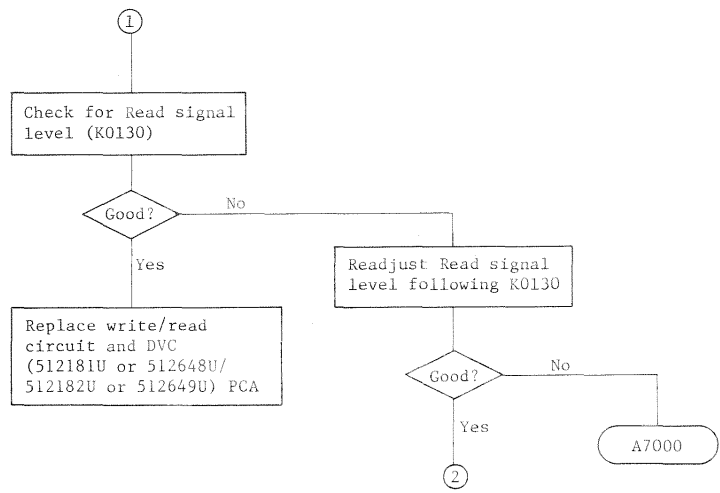 1
Check for Read signal
level (K0130)
Good?
No
Yes
Replace write/read
circuit and DVC
(512181U or 512648U/
512182U or 512649U) PCA
Readjust Read signal
level following K0130
Good?
No
Yes
A7000
2